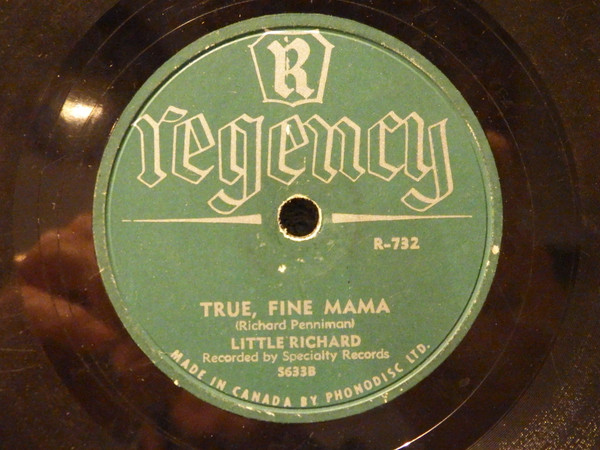 R
regency
R-732
TRUE, FINE MAMA
(Richard Penniman)
LITTLE RICHARD
Recorded by Specialty Records
5633B
MADE IN CANADA BY PHONODISC LTD.